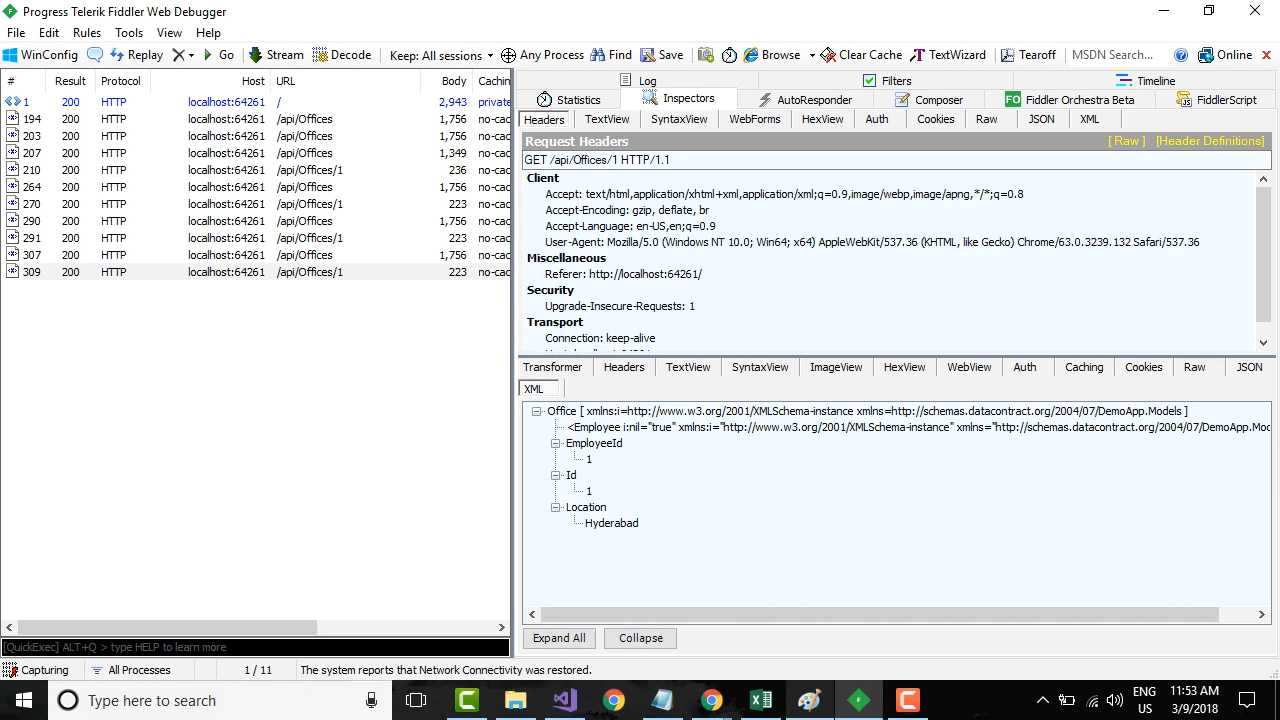 Progress Telerik Fiddler Web Debugger
File Edit Rules Tools View Help
WinConfig Replay Go Stream Decode Keep: All sessions Any Process Find Save Browse Clear Cache TextWizard Tearoff MSDN Search... Online
# Result Protocol Host URL Body Cachin
1 200 HTTP localhost:64261 / 2,943 private
194 200 HTTP localhost:64261 /api/Offices 1,756 no-cac
203 200 HTTP localhost:64261 /api/Offices 1,756 no-cac
207 200 HTTP localhost:64261 /api/Offices 1,349 no-cac
210 200 HTTP localhost:64261 /api/Offices/1 236 no-cac
264 200 HTTP localhost:64261 /api/Offices 1,756 no-cac
270 200 HTTP localhost:64261 /api/Offices/1 223 no-cac
290 200 HTTP localhost:64261 /api/Offices 1,756 no-cac
291 200 HTTP localhost:64261 /api/Offices/1 223 no-cac
307 200 HTTP localhost:64261 /api/Offices 1,756 no-cac
309 200 HTTP localhost:64261 /api/Offices/1 223 no-cac
[QuickExec] ALT+Q > type HELP to learn more
Log Filters Timeline
Statistics Inspectors AutoResponder Composer FO Fiddler Orchestra Beta FiddlerScript
Headers TextView SyntaxView WebForms HexView Auth Cookies Raw JSON XML
Request Headers [ Raw ] [Header Definitions]
GET /api/Offices/1 HTTP/1.1
Client
Accept: text/html,application/xhtml+xml,application/xml;q=0.9,image/webp,image/apng,*/*;q=0.8
Accept-Encoding: gzip, deflate, br
Accept-Language: en-US,en;q=0.9
User-Agent: Mozilla/5.0 (Windows NT 10.0; Win64; x64) AppleWebKit/537.36 (KHTML, like Gecko) Chrome/63.0.3239.132 Safari/537.36
Miscellaneous
Referer: http://localhost:64261/
Security
Upgrade-Insecure-Requests: 1
Transport
Connection: keep-alive
Transformer Headers TextView SyntaxView ImageView HexView WebView Auth Caching Cookies Raw JSON
XML
Office [ xmlns:i=http://www.w3.org/2001/XMLSchema-instance xmlns=http://schemas.datacontract.org/2004/07/DemoApp.Models ]
<Employee i:nil="true" xmlns:i="http://www.w3.org/2001/XMLSchema-instance" xmlns="http://schemas.datacontract.org/2004/07/DemoApp.Moc
EmployeeId
1
Id
1
Location
Hyderabad
Expand All Collapse
Capturing All Processes 1 / 11 The system reports that Network Connectivity was restored.
Type here to search ENG US 11:53 AM 3/9/2018